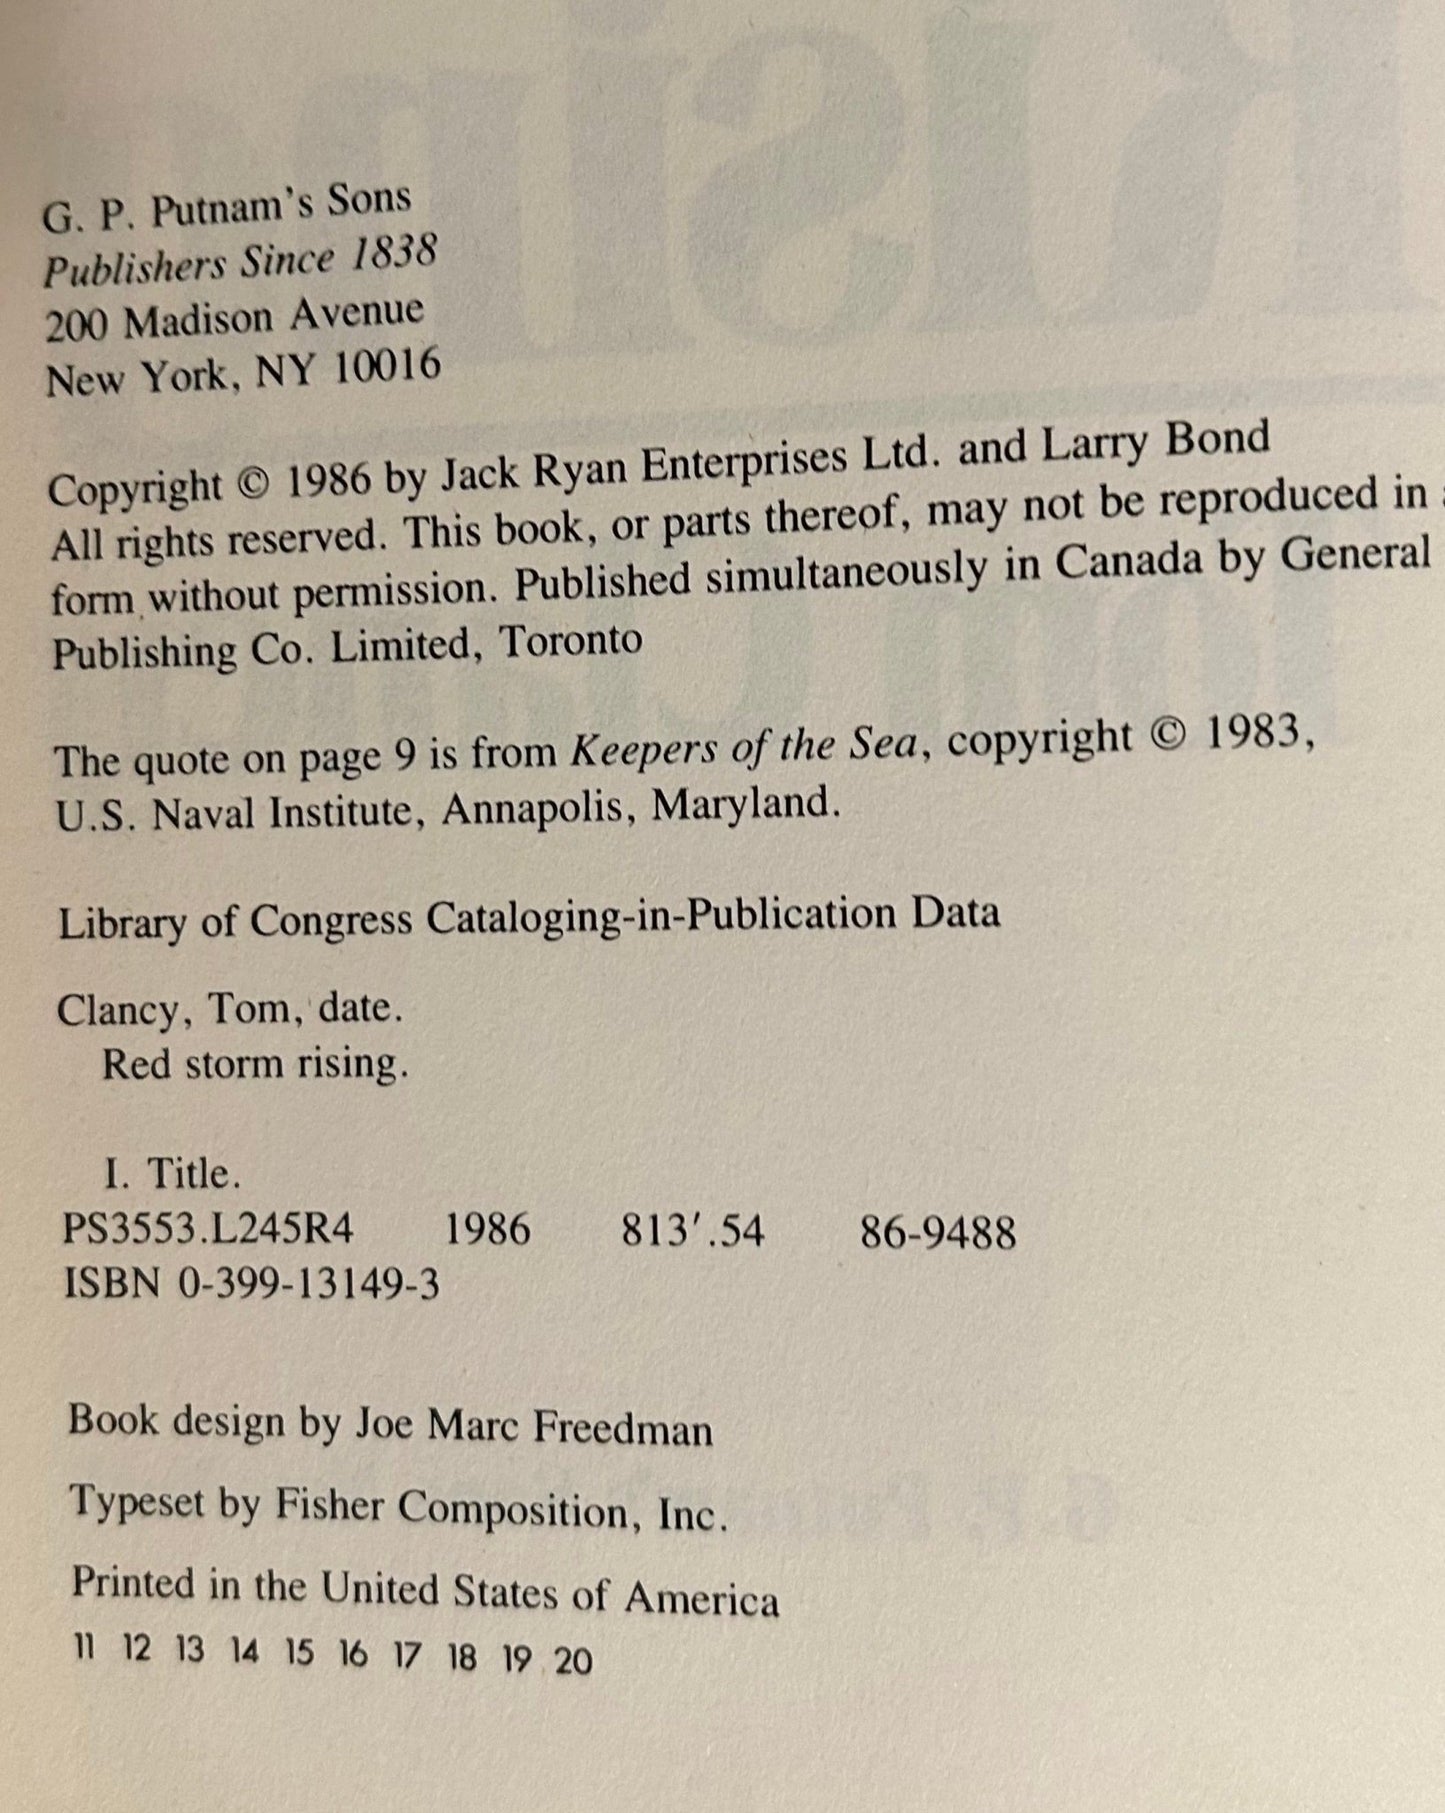 G. P. Putnam's Sons
Publishers Since 1838
200 Madison Avenue
New York, NY 10016
Copyright © 1986 by Jack Ryan Enterprises Ltd. and Larry Bond
All rights reserved. This book, or parts thereof, may not be reproduced in
form without permission. Published simultaneously in Canada by General
Publishing Co. Limited, Toronto
The quote on page 9 is from Keepers of the Sea, copyright © 1983,
U.S. Naval Institute, Annapolis, Maryland.
Library of Congress Cataloging-in-Publication Data
Clancy, Tom, date.
Red storm rising.
I. Title.
PS3553.L245R4 1986 813′.54 86-9488
ISBN 0-399-13149-3
Book design by Joe Marc Freedman
Typeset by Fisher Composition, Inc.
Printed in the United States of America
11 12 13 14 15 16 17 18 19 20